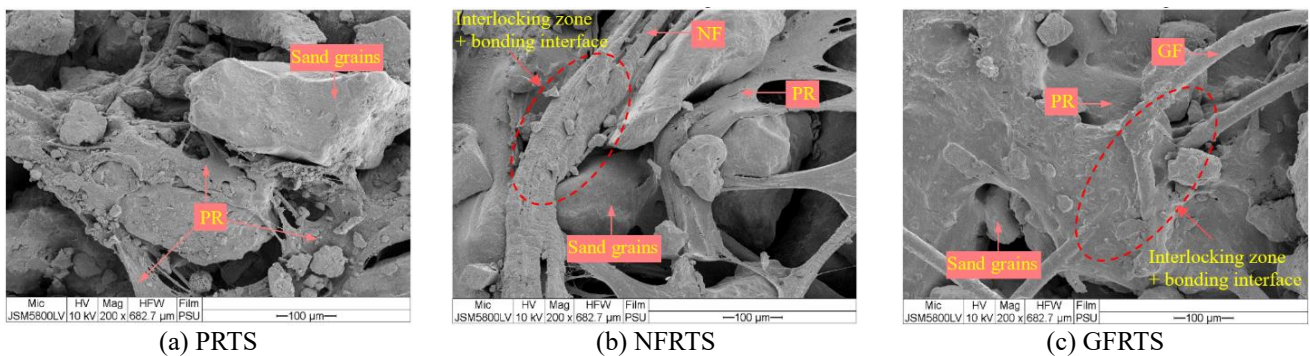 Sand grains
PR
Mic HV Mag HFW Film
JSM5800LV 10 kV 200 x 682.7 µm PSU 100 µm
(a) PRTS
Interlocking zone
+ bonding interface
NF
PR
Sand grains
Mic HV Mag HFW Film
JSM5800LV 10 kV 200 x 682.7 µm PSU 100 µm
(b) NFRTS
GF
PR
Sand grains
Interlocking zone
+ bonding interface
Mic HV Mag HFW Film
JSM5800LV 10 kV 200 x 682.7 µm PSU 100 µm
(c) GFRTS